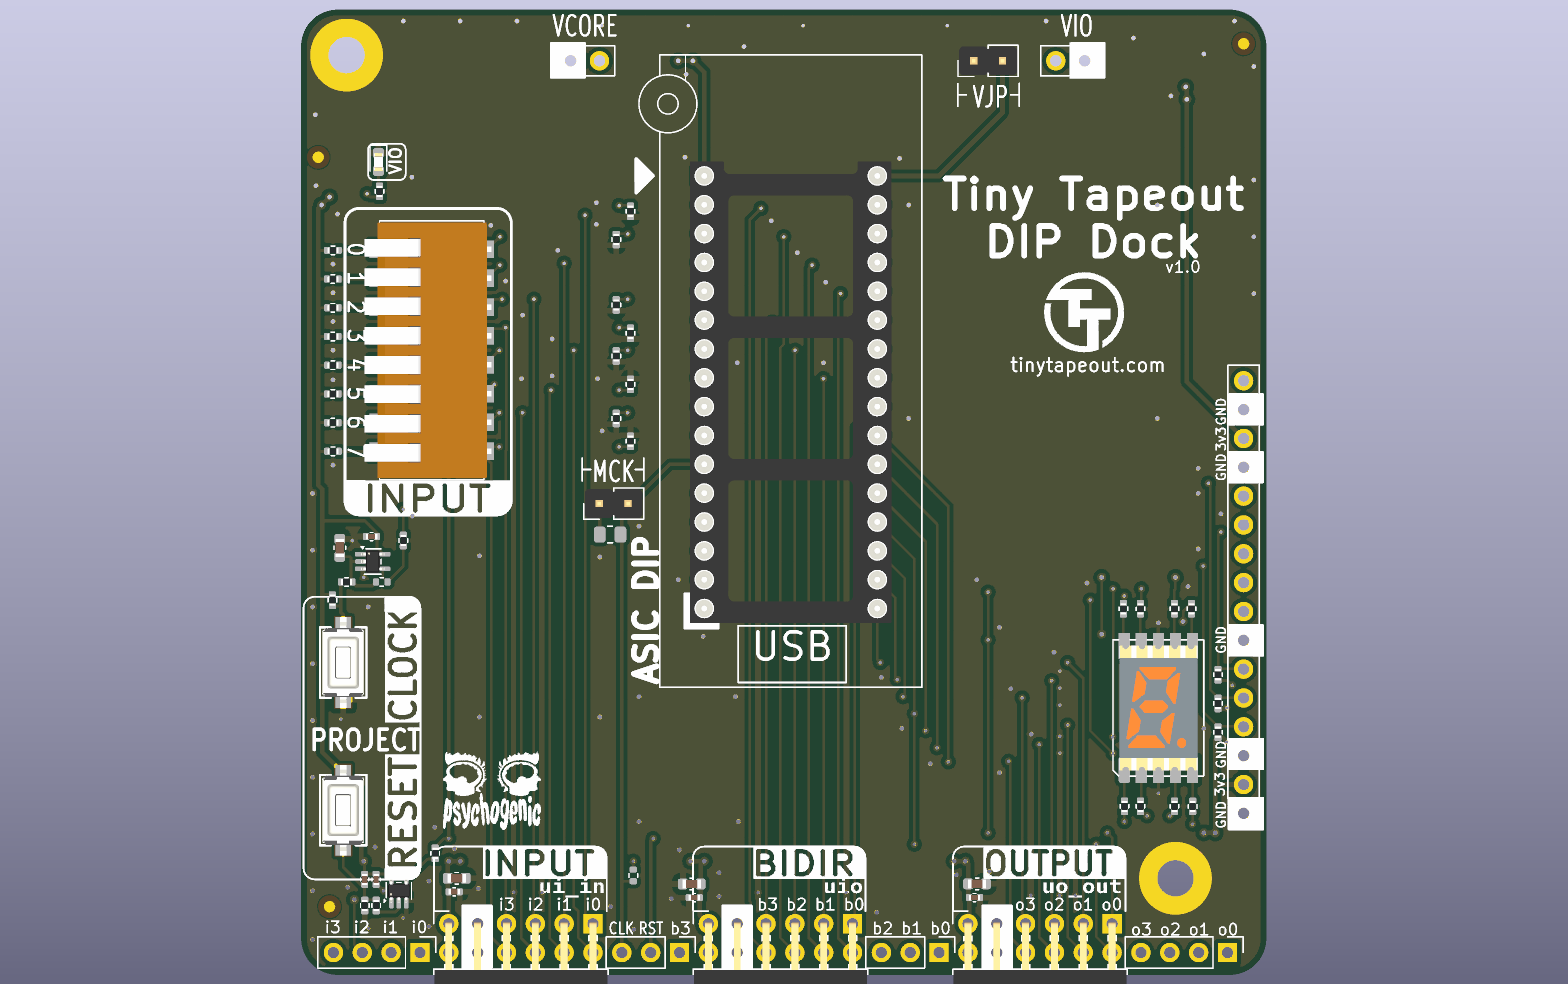 VCORE
VIO
VJP
VIO
Tiny Tapeout
DIP Dock
v1.0
TT
tinytapeout.com
0
1
2
3
4
5
6
7
INPUT
MCK
ASIC DIP
USB
GND
3v3
GND
GND
GND
3v3
GND
CLOCK
PROJECT
RESET
psychogenic
8.
INPUT
ui_in
i3 i2 i1 i0
BIDIR
uio
b3 b2 b1 b0
OUTPUT
uo_out
o3 o2 o1 o0
i3 i2 i1 i0
CLK RST b3
b2 b1 b0
o3 o2 o1 o0